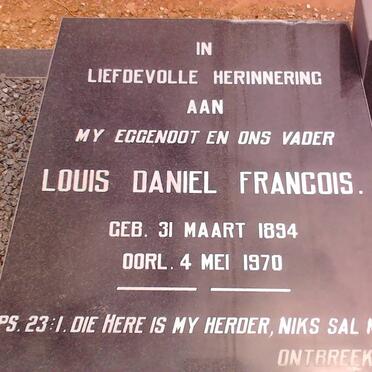 IN
LIEFDEVOLLE HERINNERING
AAN
MY EGGENOOT EN ONS VADER
LOUIS DANIEL FRANCOIS.
GEB. 31 MAART 1894
OORL. 4 MEI 1970
PS. 23:1. DIE HERE IS MY HERDER, NIKS SAL
ONTBREEK